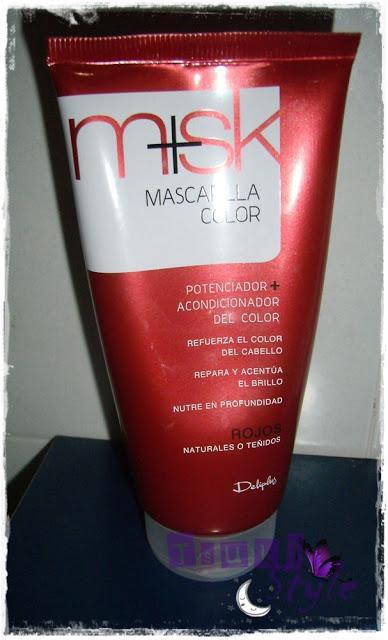 m+sk
MASCARILLA
COLOR
POTENCIADOR +
ACONDICIONADOR
DEL COLOR
REFUERZA EL COLOR
DEL CABELLO
REPARA Y ACENTÚA
EL BRILLO
NUTRE EN PROFUNDIDAD
ROJOS
NATURALES O TEÑIDOS
Deliplus
Style